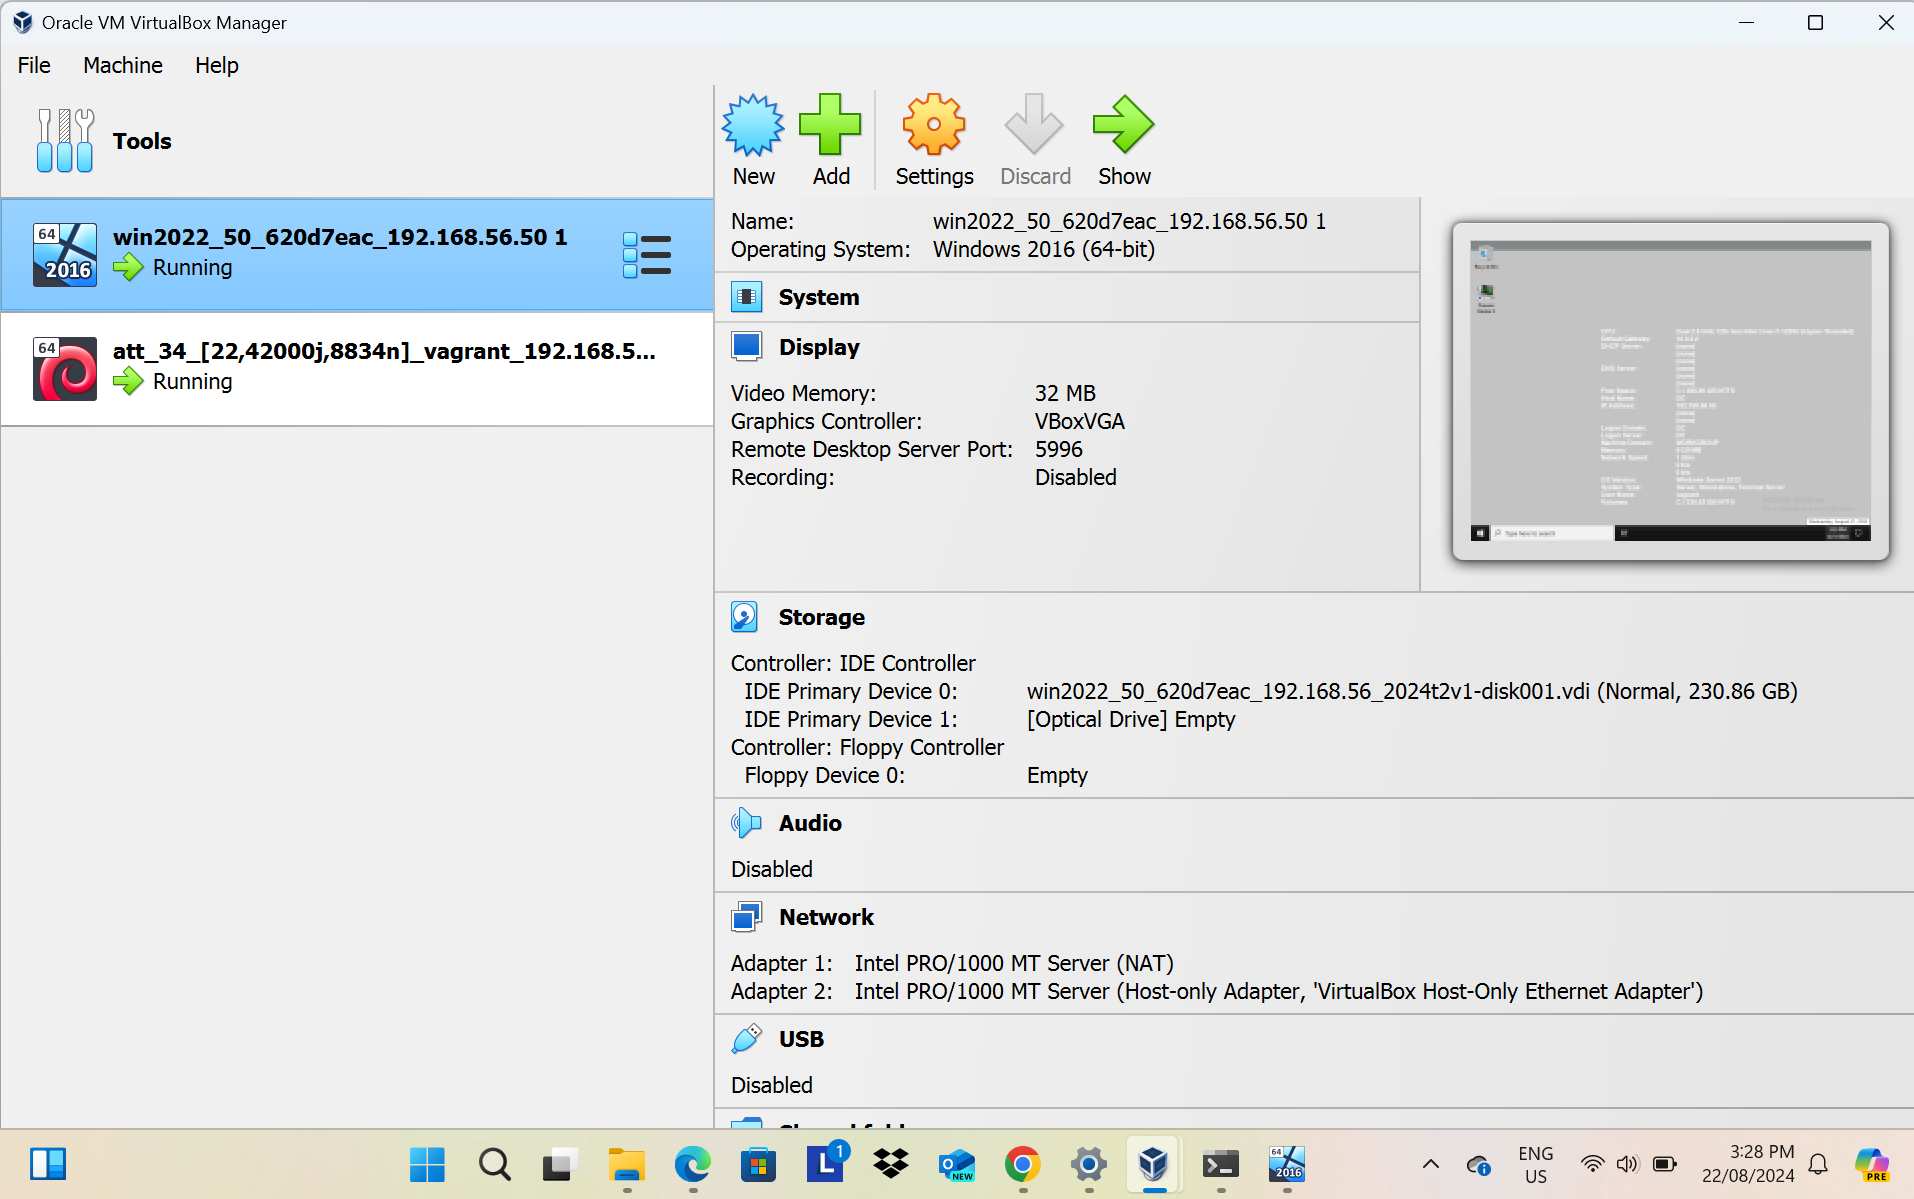 Oracle VM VirtualBox Manager
File Machine Help
Tools
New Add Settings Discard Show
64
2016
win2022_50_620d7eac_192.168.56.50 1
Running
64
att_34_[22,42000j,8834n]_vagrant_192.168.5...
Running
Name: win2022_50_620d7eac_192.168.56.50 1
Operating System: Windows 2016 (64-bit)
System
Display
Video Memory: 32 MB
Graphics Controller: VBoxVGA
Remote Desktop Server Port: 5996
Recording: Disabled
Type here to search
Storage
Controller: IDE Controller
IDE Primary Device 0: win2022_50_620d7eac_192.168.56_2024t2v1-disk001.vdi (Normal, 230.86 GB)
IDE Primary Device 1: [Optical Drive] Empty
Controller: Floppy Controller
Floppy Device 0: Empty
Audio
Disabled
Network
Adapter 1: Intel PRO/1000 MT Server (NAT)
Adapter 2: Intel PRO/1000 MT Server (Host-only Adapter, 'VirtualBox Host-Only Ethernet Adapter')
USB
Disabled
L 1
O NEW
64
2016
ENG
US
3:28 PM
22/08/2024
PRE